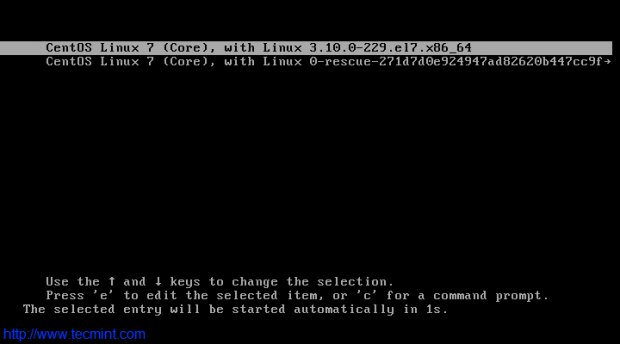 CentOS Linux 7 (Core), with Linux 3.10.0-229.el7.x86_64
CentOS Linux 7 (Core), with Linux 0-rescue-271d7d0e924947ad82620b447cc9f→
Use the ↑ and ↓ keys to change the selection.
Press 'e' to edit the selected item, or 'c' for a command prompt.
The selected entry will be started automatically in 1s.
http://www.tecmint.com